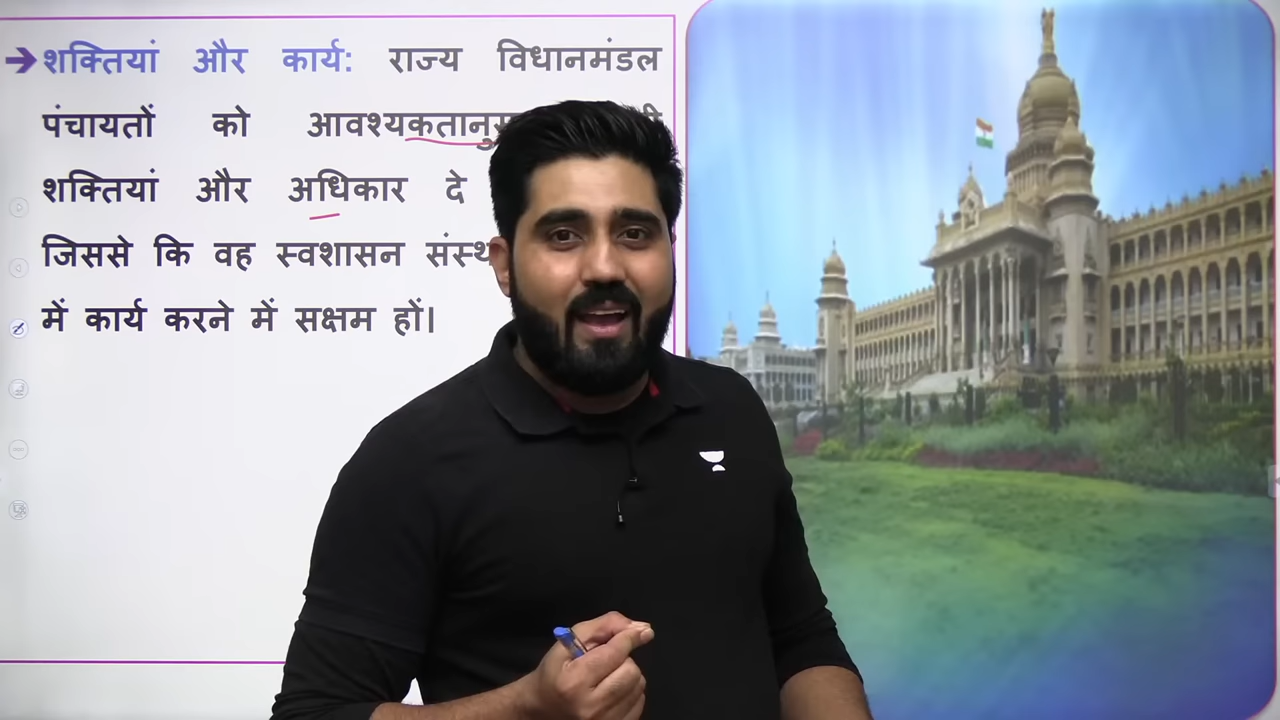 शक्तियां और कार्य: राज्य विधानमंडल
पंचायतों को
शक्तियां और अधिकार दे
जिससे कि वह स्वशासन
में कार्य करने में सक्षम हों।